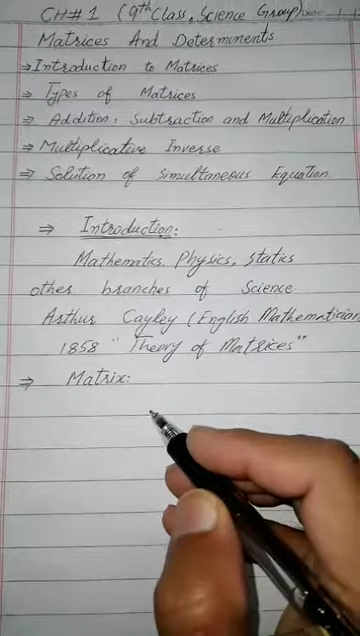 CH#1 (9th Class, Science Group) Date:
Matrices And Determinents
→ Introduction to Matrices
⇒ Types of Matrices
⇒ Addition, Subtraction and Multiplication
⇒ Multiplicative Inverse
⇒ Solution of Simultaneous Equation.
⇒ Introduction:
Mathematics, Physics, statics
other branches of Science.
Arthur Cayley (English Mathematician
1858 "Theory of Matrices"
⇒ Matrix: